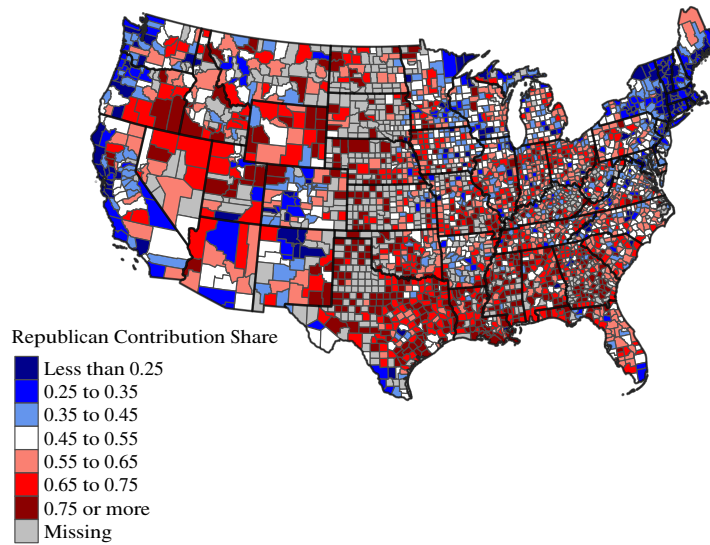 Republican Contribution Share
Less than 0.25
0.25 to 0.35
0.35 to 0.45
0.45 to 0.55
0.55 to 0.65
0.65 to 0.75
0.75 or more
Missing